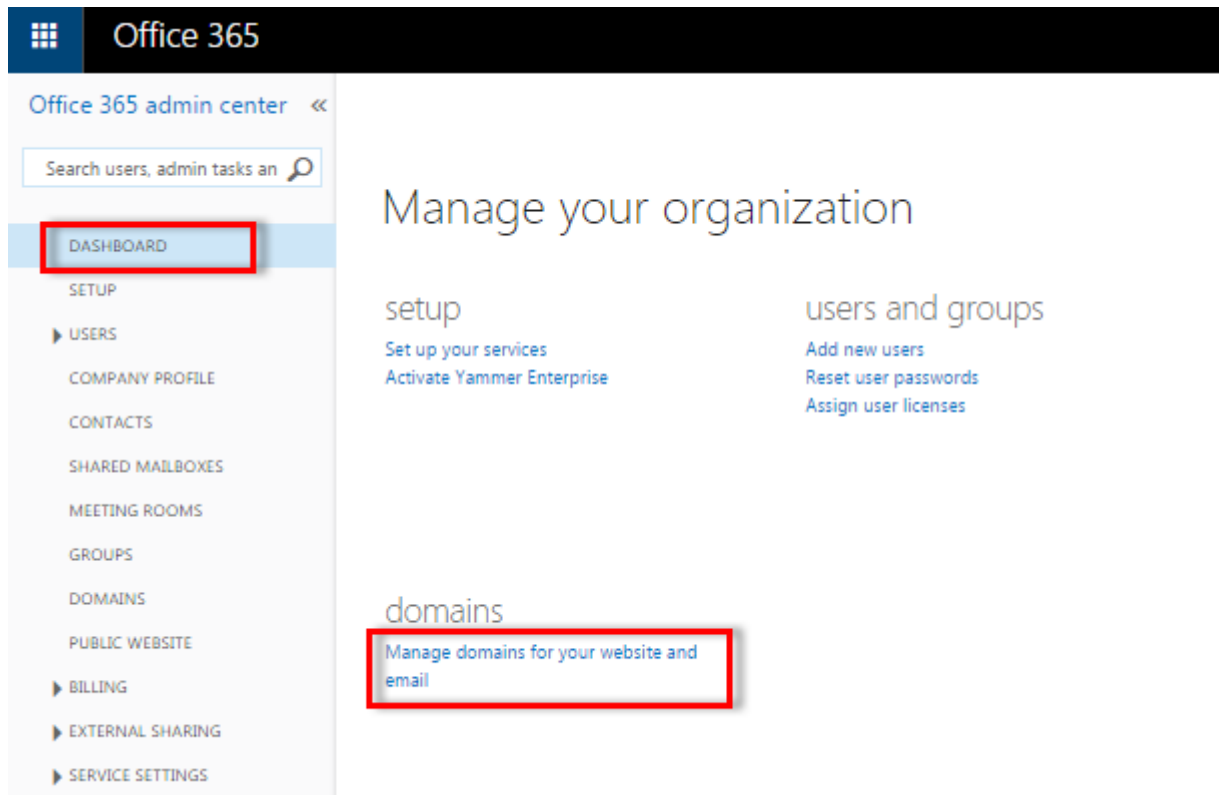 Office 365
Office 365 admin center «
Search users, admin tasks an
DASHBOARD
SETUP
USERS
COMPANY PROFILE
CONTACTS
SHARED MAILBOXES
MEETING ROOMS
GROUPS
DOMAINS
PUBLIC WEBSITE
BILLING
EXTERNAL SHARING
SERVICE SETTINGS
Manage your organization
setup
Set up your services
Activate Yammer Enterprise
users and groups
Add new users
Reset user passwords
Assign user licenses
domains
Manage domains for your website and
email